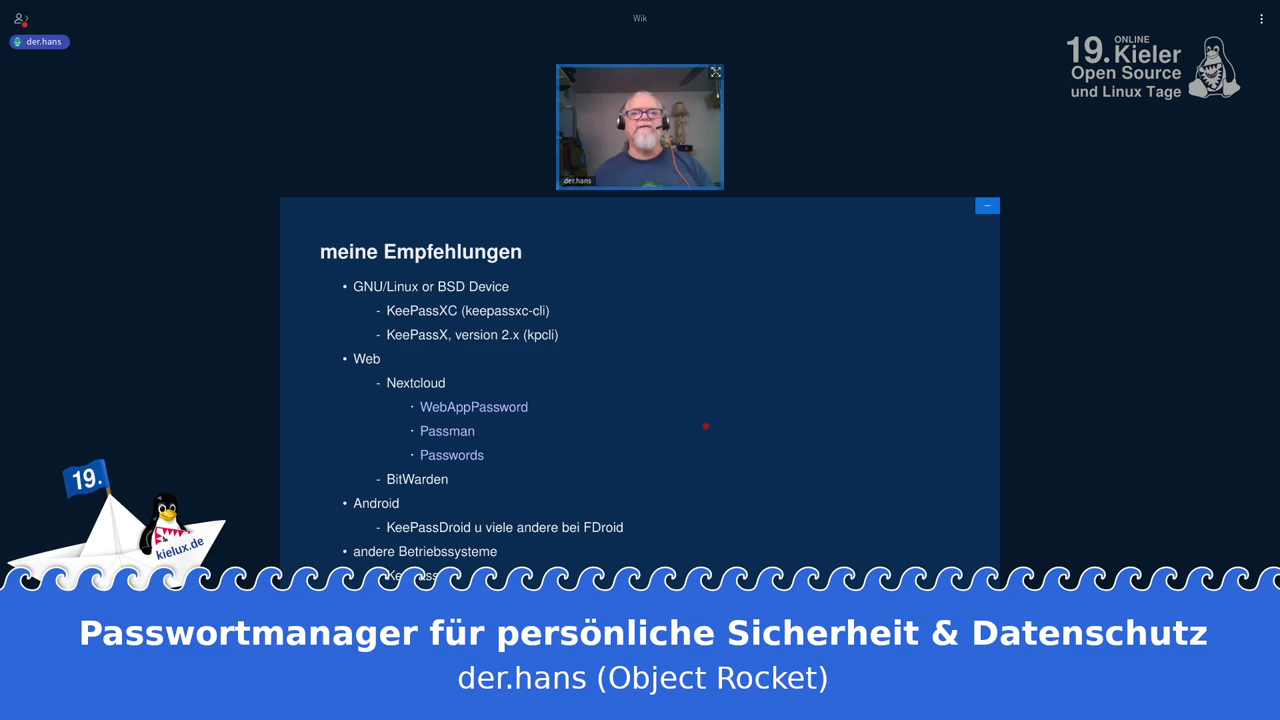 Wik
der.hans
19.
ONLINE
Kieler
Open Source
und Linux Tage
der.hans
meine Empfehlungen
• GNU/Linux or BSD Device
- KeePassXC (keepassxc-cli)
- KeePassX, version 2.x (kpcli)
• Web
- Nextcloud
· WebAppPassword
· Passman
· Passwords
- BitWarden
• Android
- KeePassDroid u viele andere bei FDroid
• andere Betriebssysteme
19.
kielux.de
Passwortmanager für persönliche Sicherheit & Datenschutz
der.hans (Object Rocket)